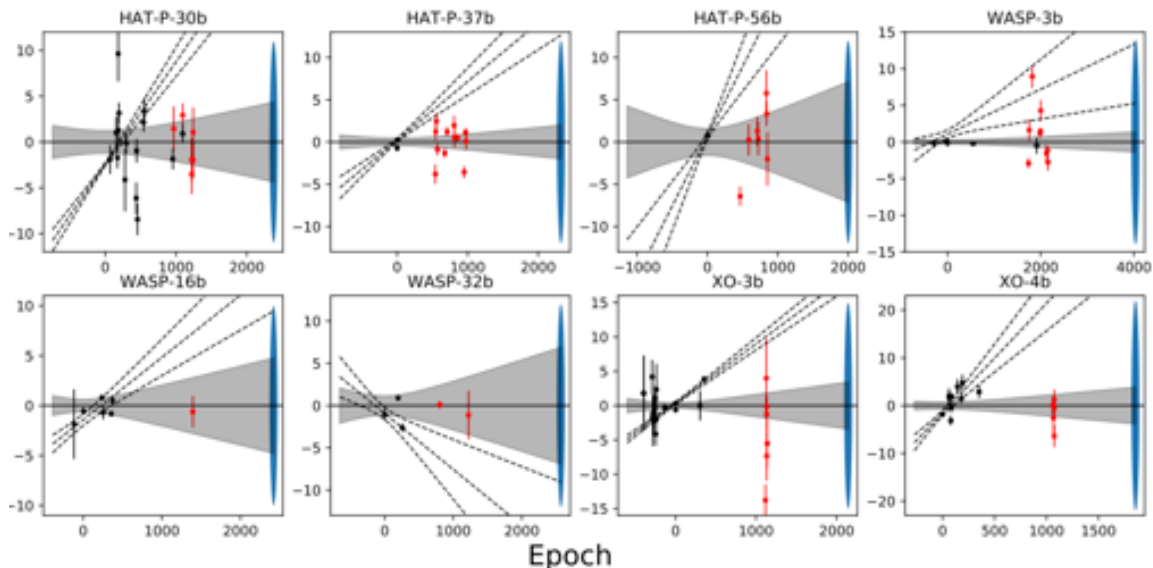 HAT-P-30b HAT-P-37b HAT-P-56b WASP-3b
10 10 10 15
5 5 5 10
0 0 0 5
−5 −5 −5 0
−10 −10 −10 −5
−10
−15
0 1000 2000 0 1000 2000 −1000 0 1000 2000 0 2000 4000
WASP-16b WASP-32b XO-3b XO-4b
10 10 15 20
5 5 10 10
0 0 5 0
−5 −5 0 −10
−10 −10 −5 −20
−10
−15
0 1000 2000 0 1000 2000 0 1000 2000 0 500 1000 1500
Epoch